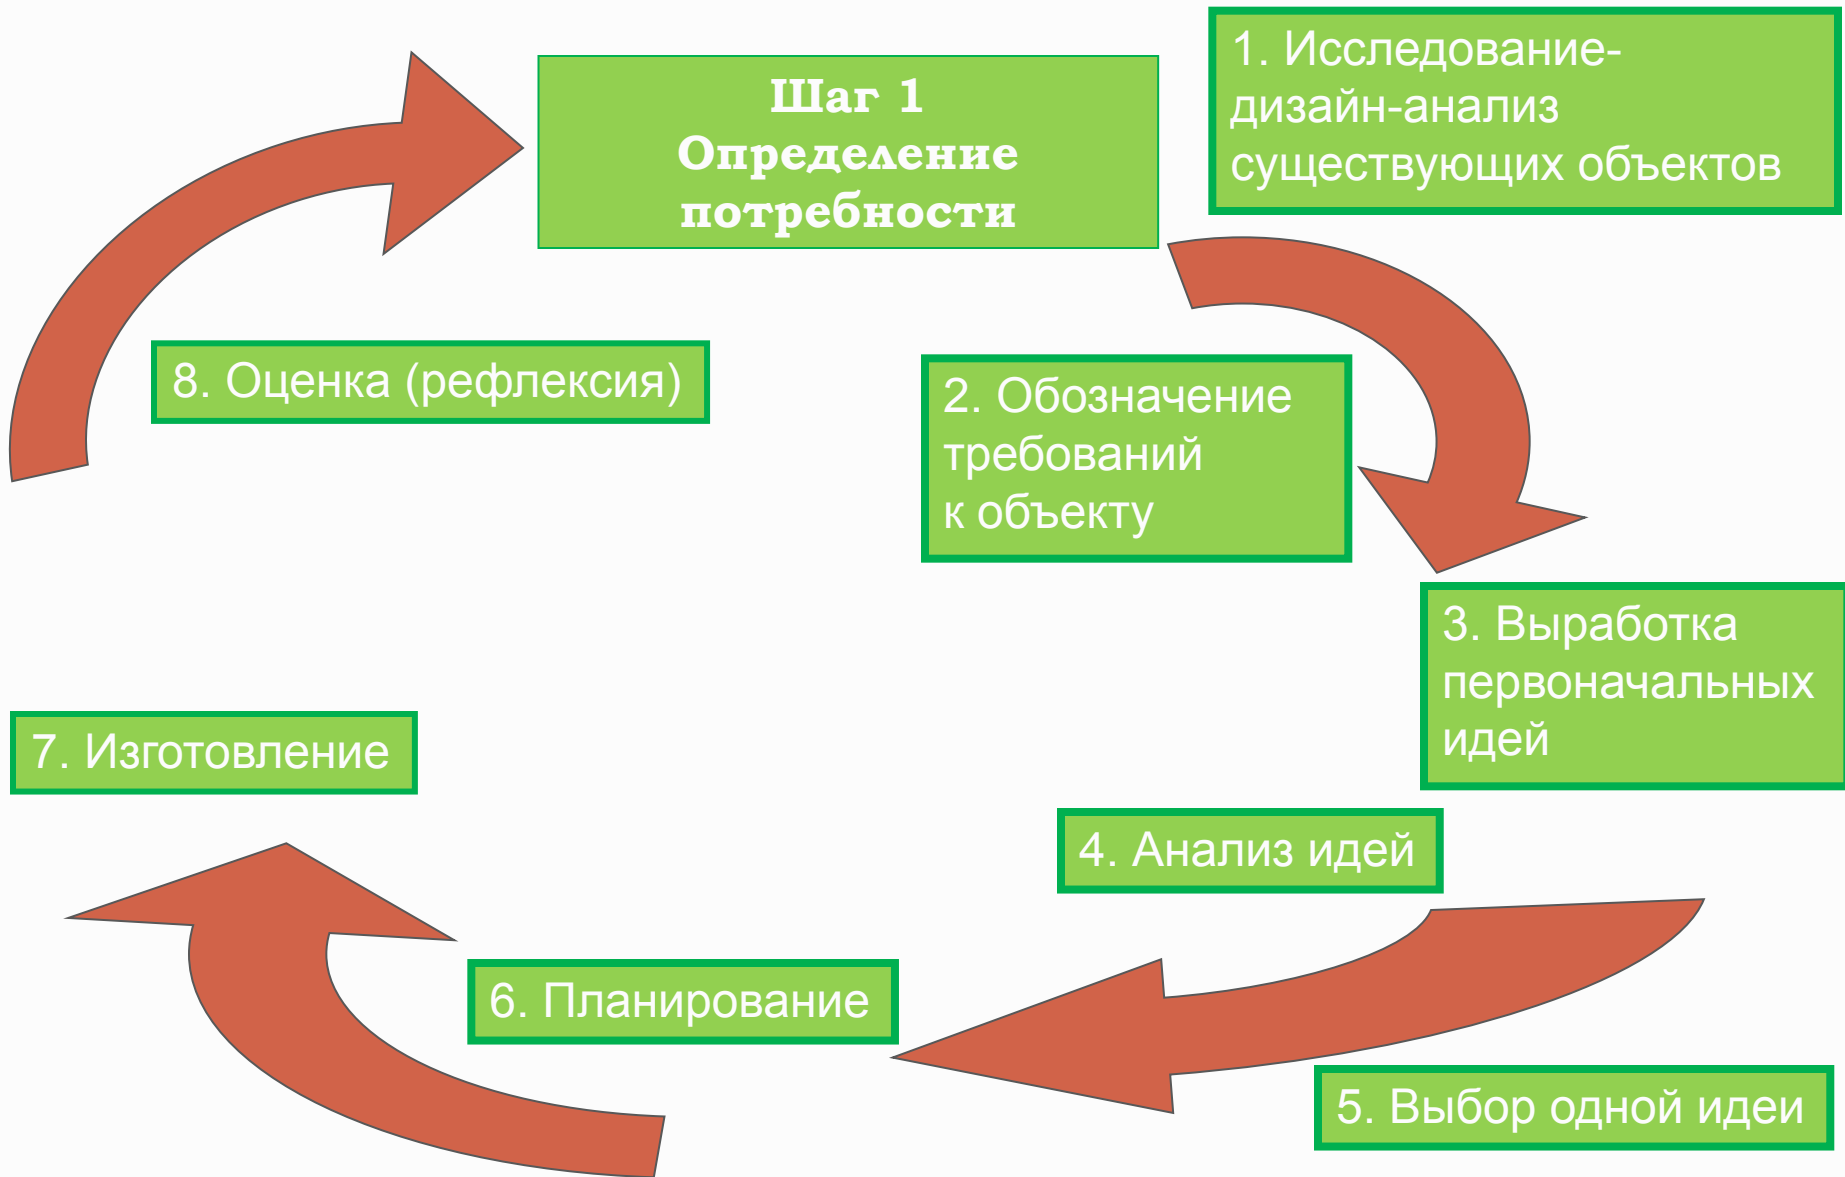 Шаг 1
Определение
потребности
1. Исследование-
дизайн-анализ
существующих объектов
2. Обозначение
требований
к объекту
3. Выработка
первоначальных
идей
4. Анализ идей
5. Выбор одной идеи
6. Планирование
7. Изготовление
8. Оценка (рефлексия)